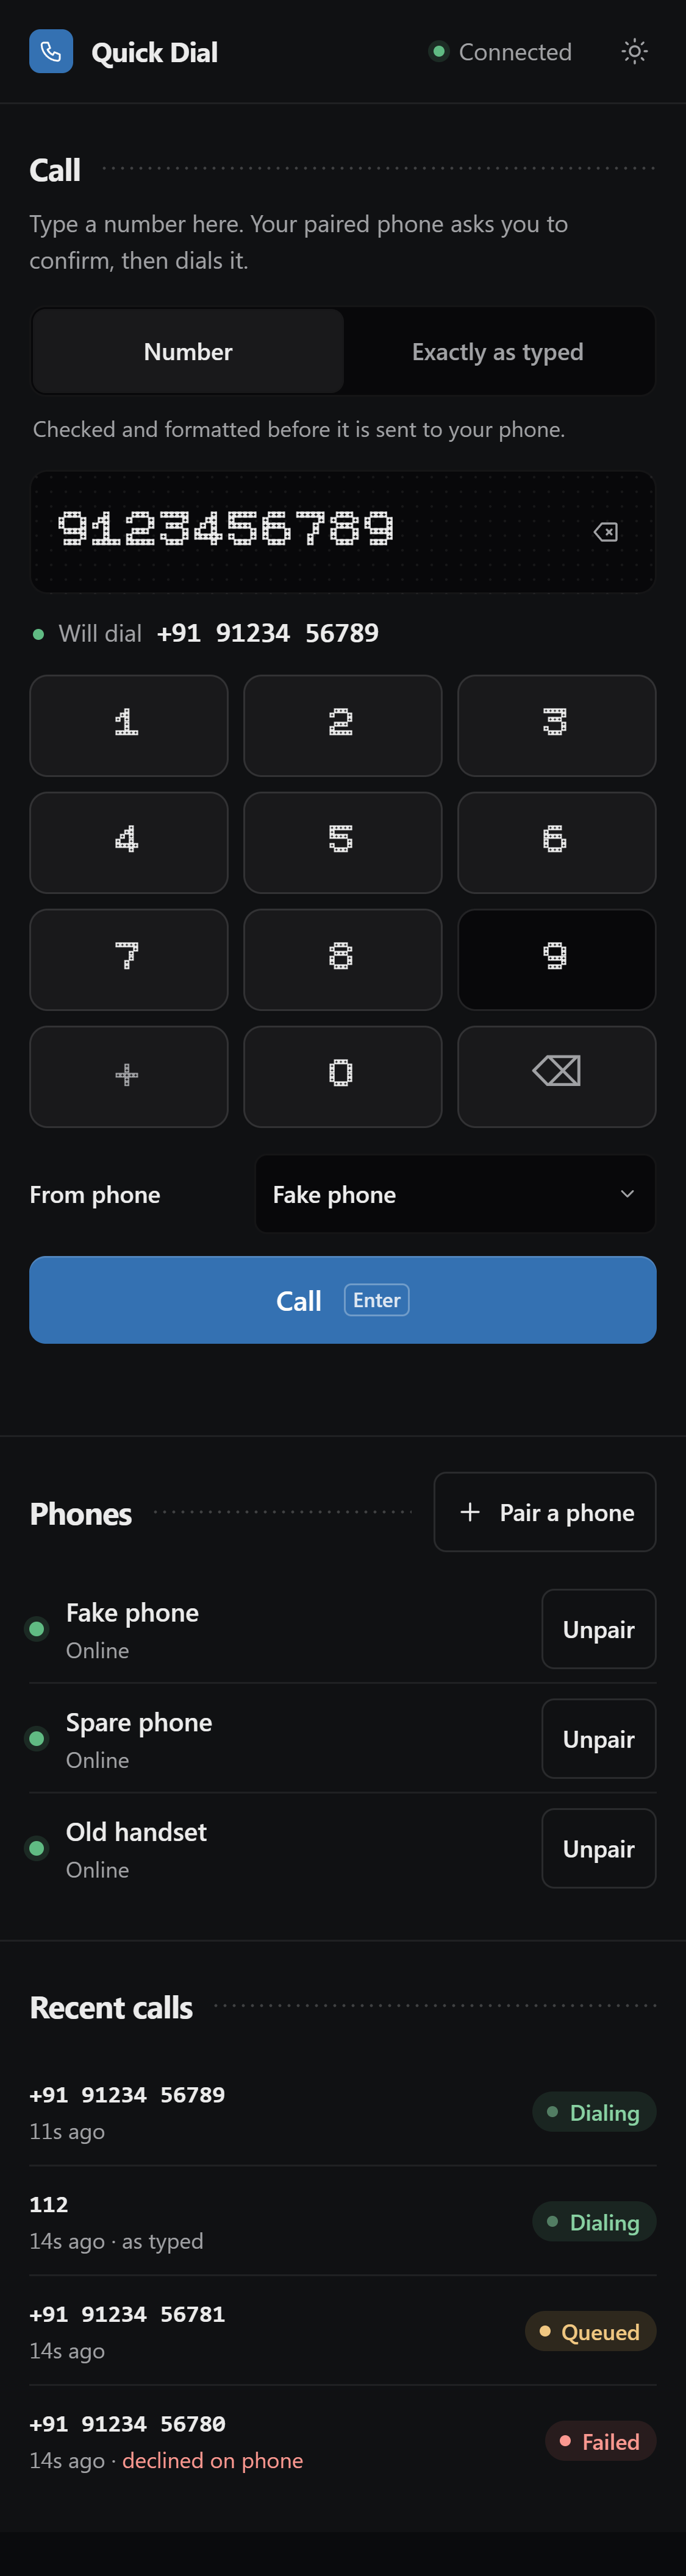 Quick Dial
Connected
Call
Type a number here. Your paired phone asks you to
confirm, then dials it.
Number
Exactly as typed
Checked and formatted before it is sent to your phone.
9123456789
Will dial +91 91234 56789
1 2 3
4 5 6
7 8 9
+ 0 ⌫
From phone
Fake phone
Call Enter
Phones
+ Pair a phone
Fake phone
Online
Unpair
Spare phone
Online
Unpair
Old handset
Online
Unpair
Recent calls
+91 91234 56789
11s ago
Dialing
112
14s ago · as typed
Dialing
+91 91234 56781
14s ago
Queued
+91 91234 56780
14s ago · declined on phone
Failed